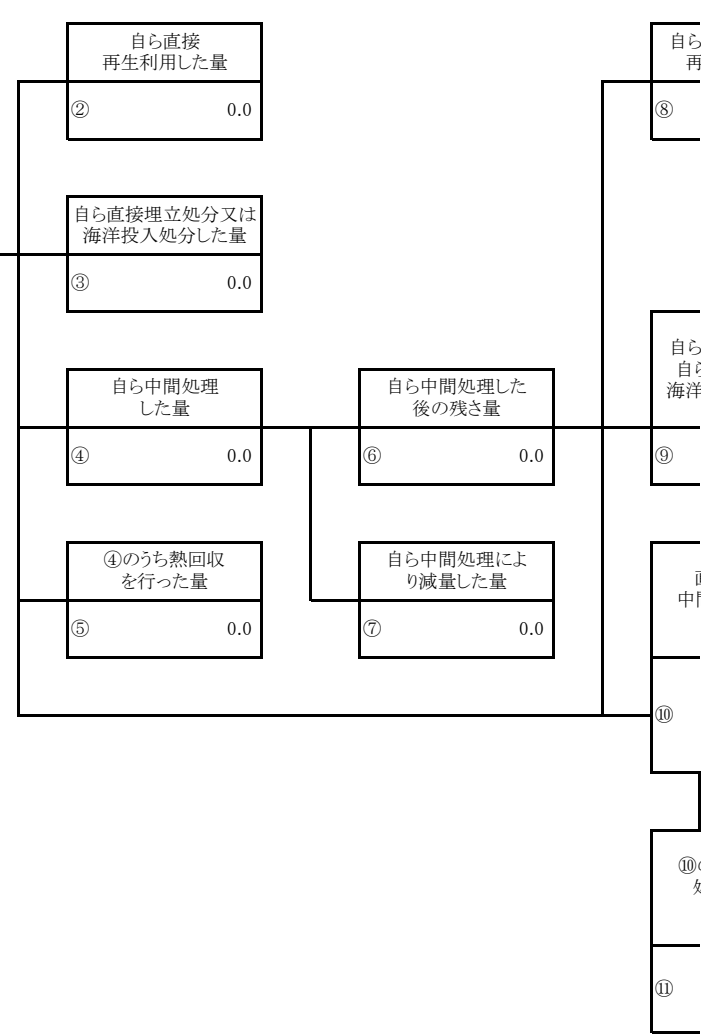 自ら直接
再生利用した量
② 0.0
自ら直接埋立処分又は
海洋投入処分した量
③ 0.0
自ら中間処理
した量
④ 0.0
④のうち熱回収
を行った量
⑤ 0.0
自ら中間処理した
後の残さ量
⑥ 0.0
自ら中間処理によ
り減量した量
⑦ 0.0
自ら
再
⑧
自ら
自ら
海洋
⑨
中
⑩
⑩
⑪